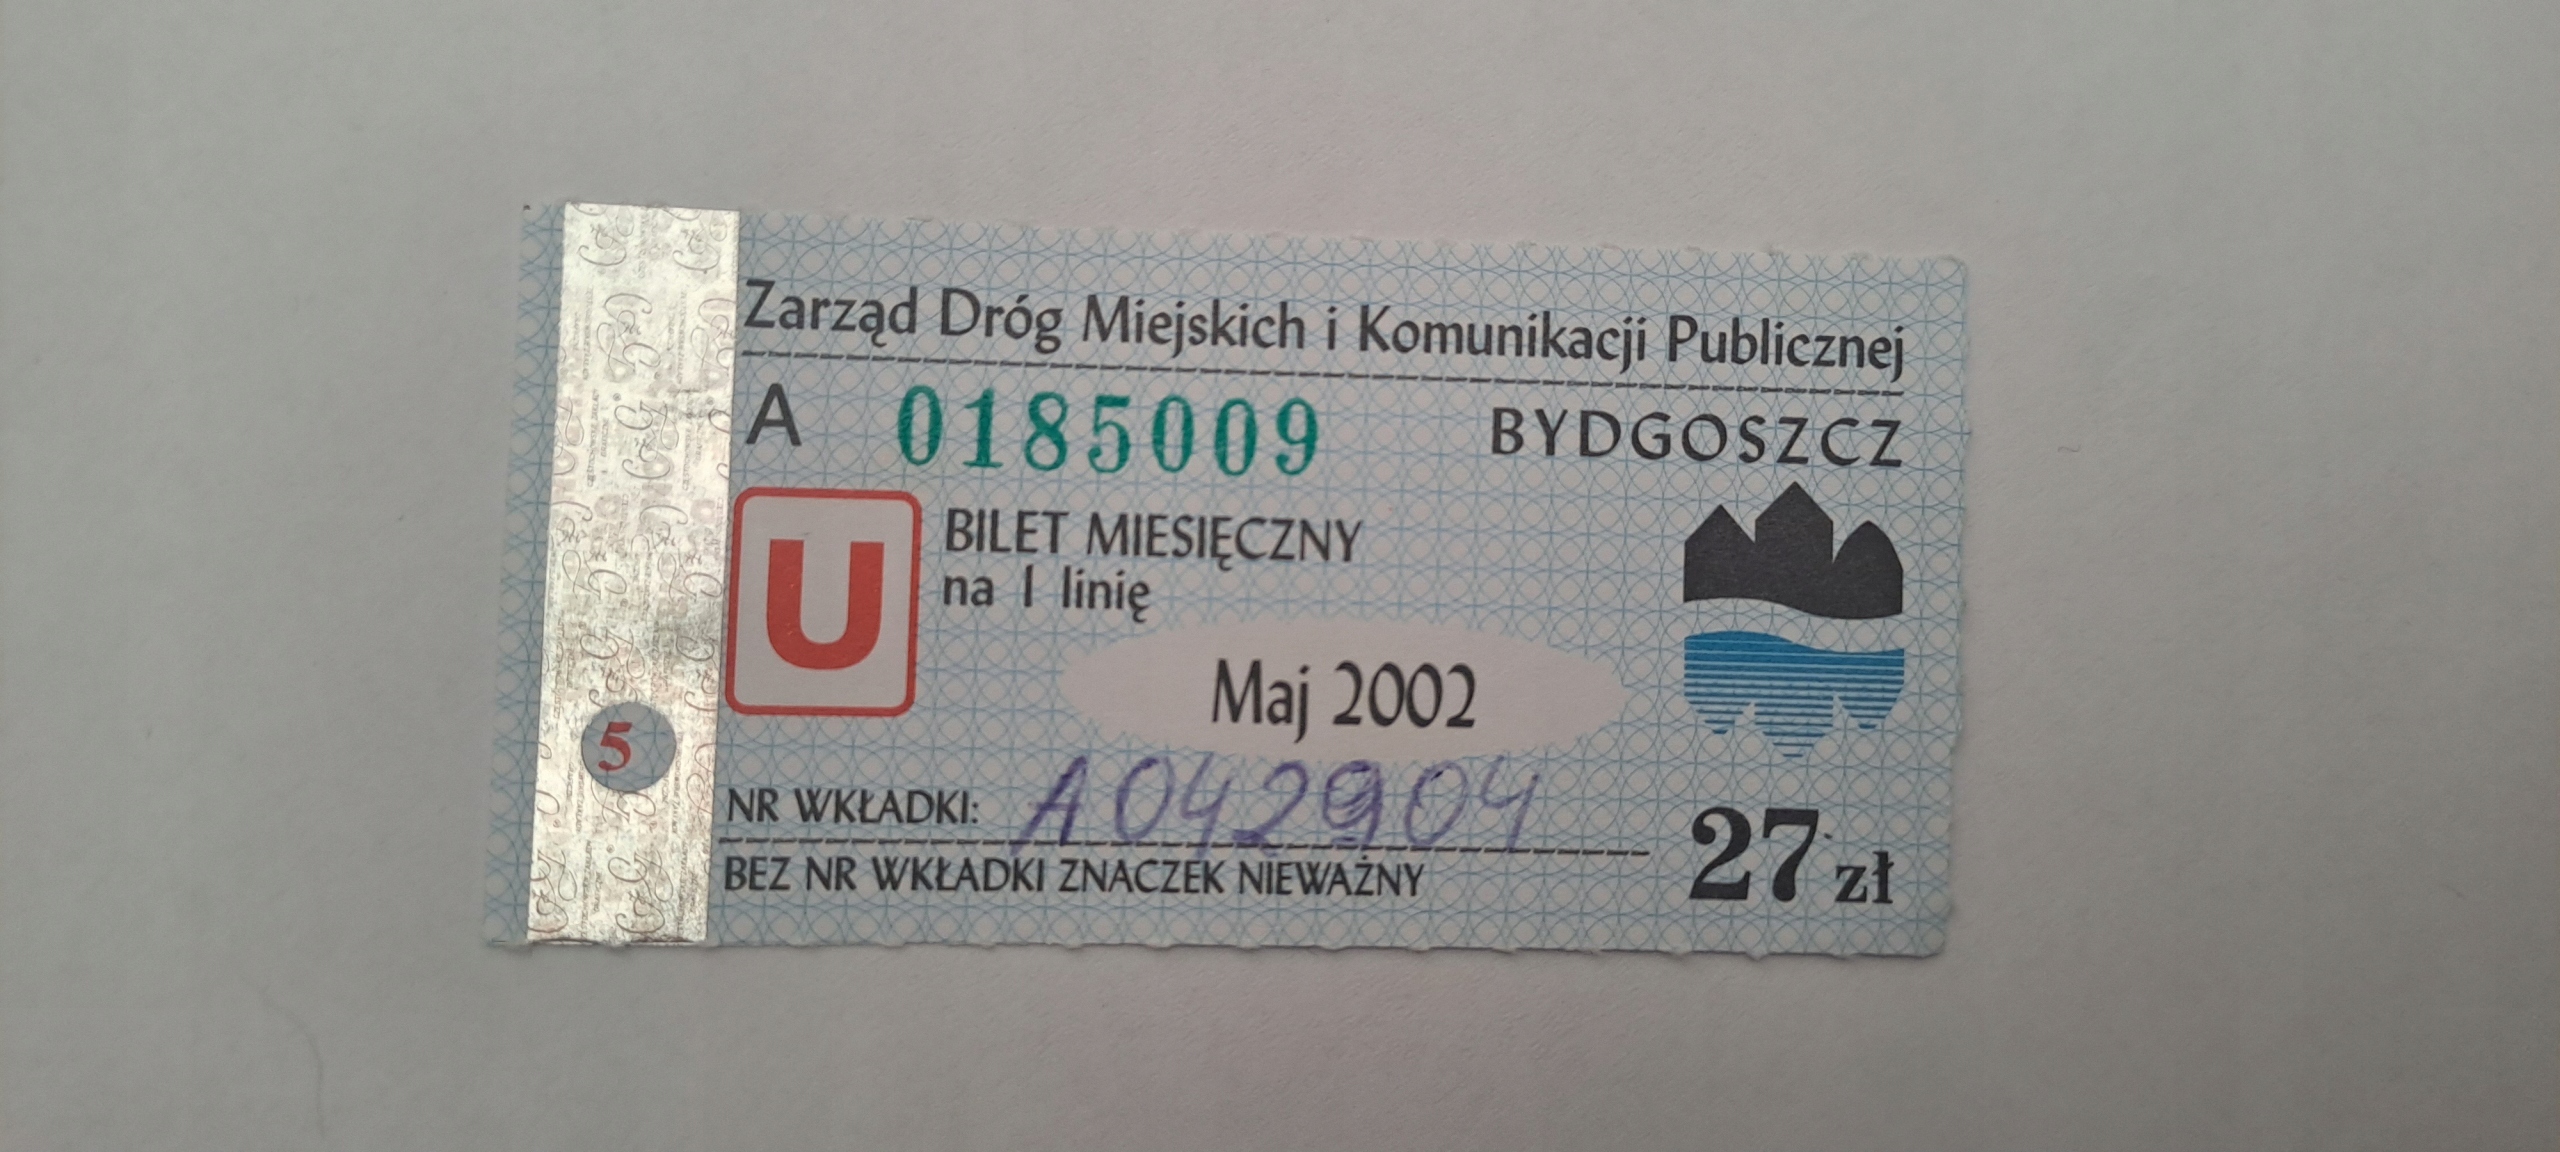 Zarząd Dróg Miejskich i Komunikacji Publicznej
A 0185009 BYDGOSZCZ
U
BILET MIESIĘCZNY
na 1 linię
Maj 2002
5
NR WKŁADKI: A042904
27 zł
BEZ NR WKŁADKI ZNACZEK NIEWAŻNY